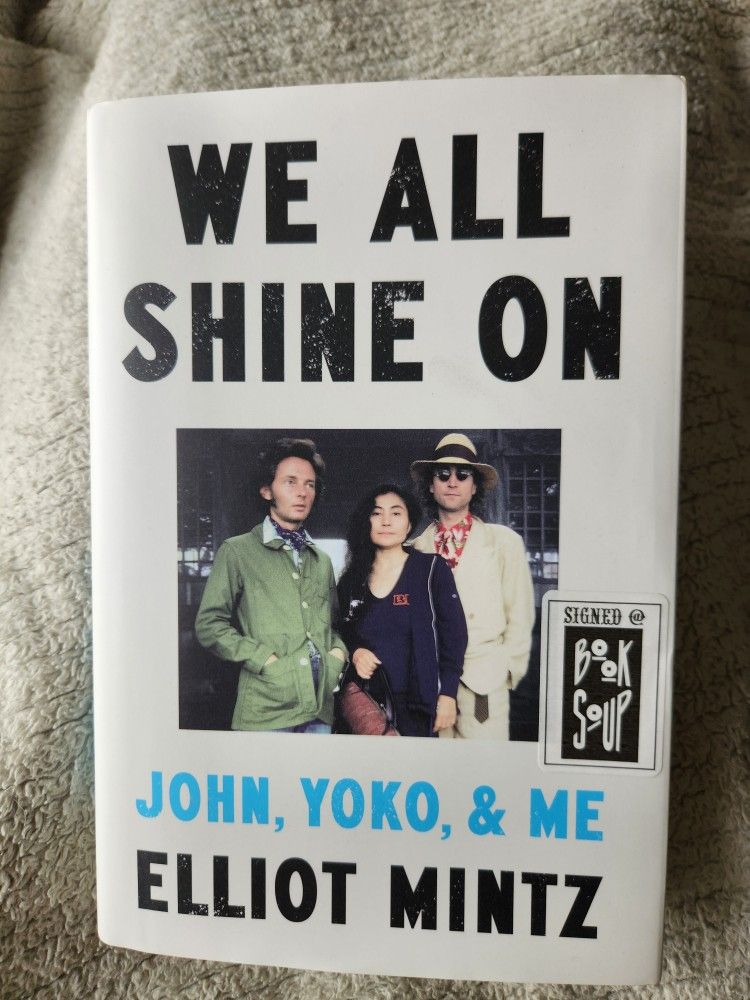 WE ALL
SHINE ON
SIGNED @
BOOK
SOUP
JOHN, YOKO, & ME
ELLIOT MINTZ